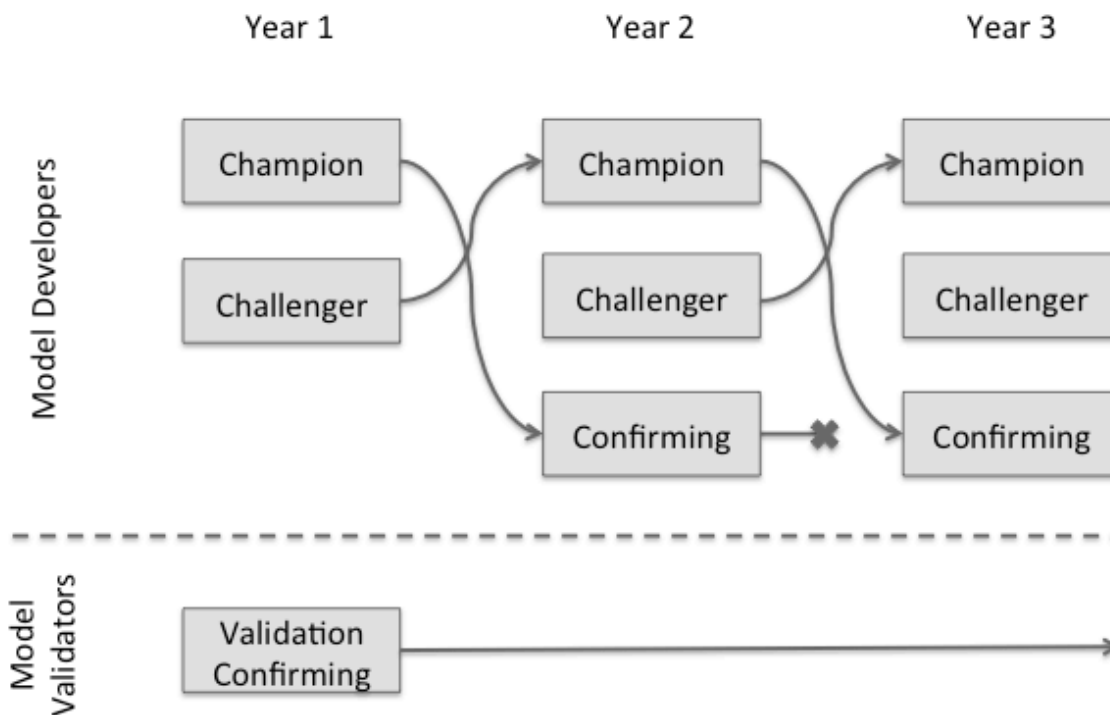 Year 1
Year 2
Year 3
Model Developers
Champion
Champion
Champion
Challenger
Challenger
Challenger
Confirming
Confirming
Model
Validators
Validation
Confirming